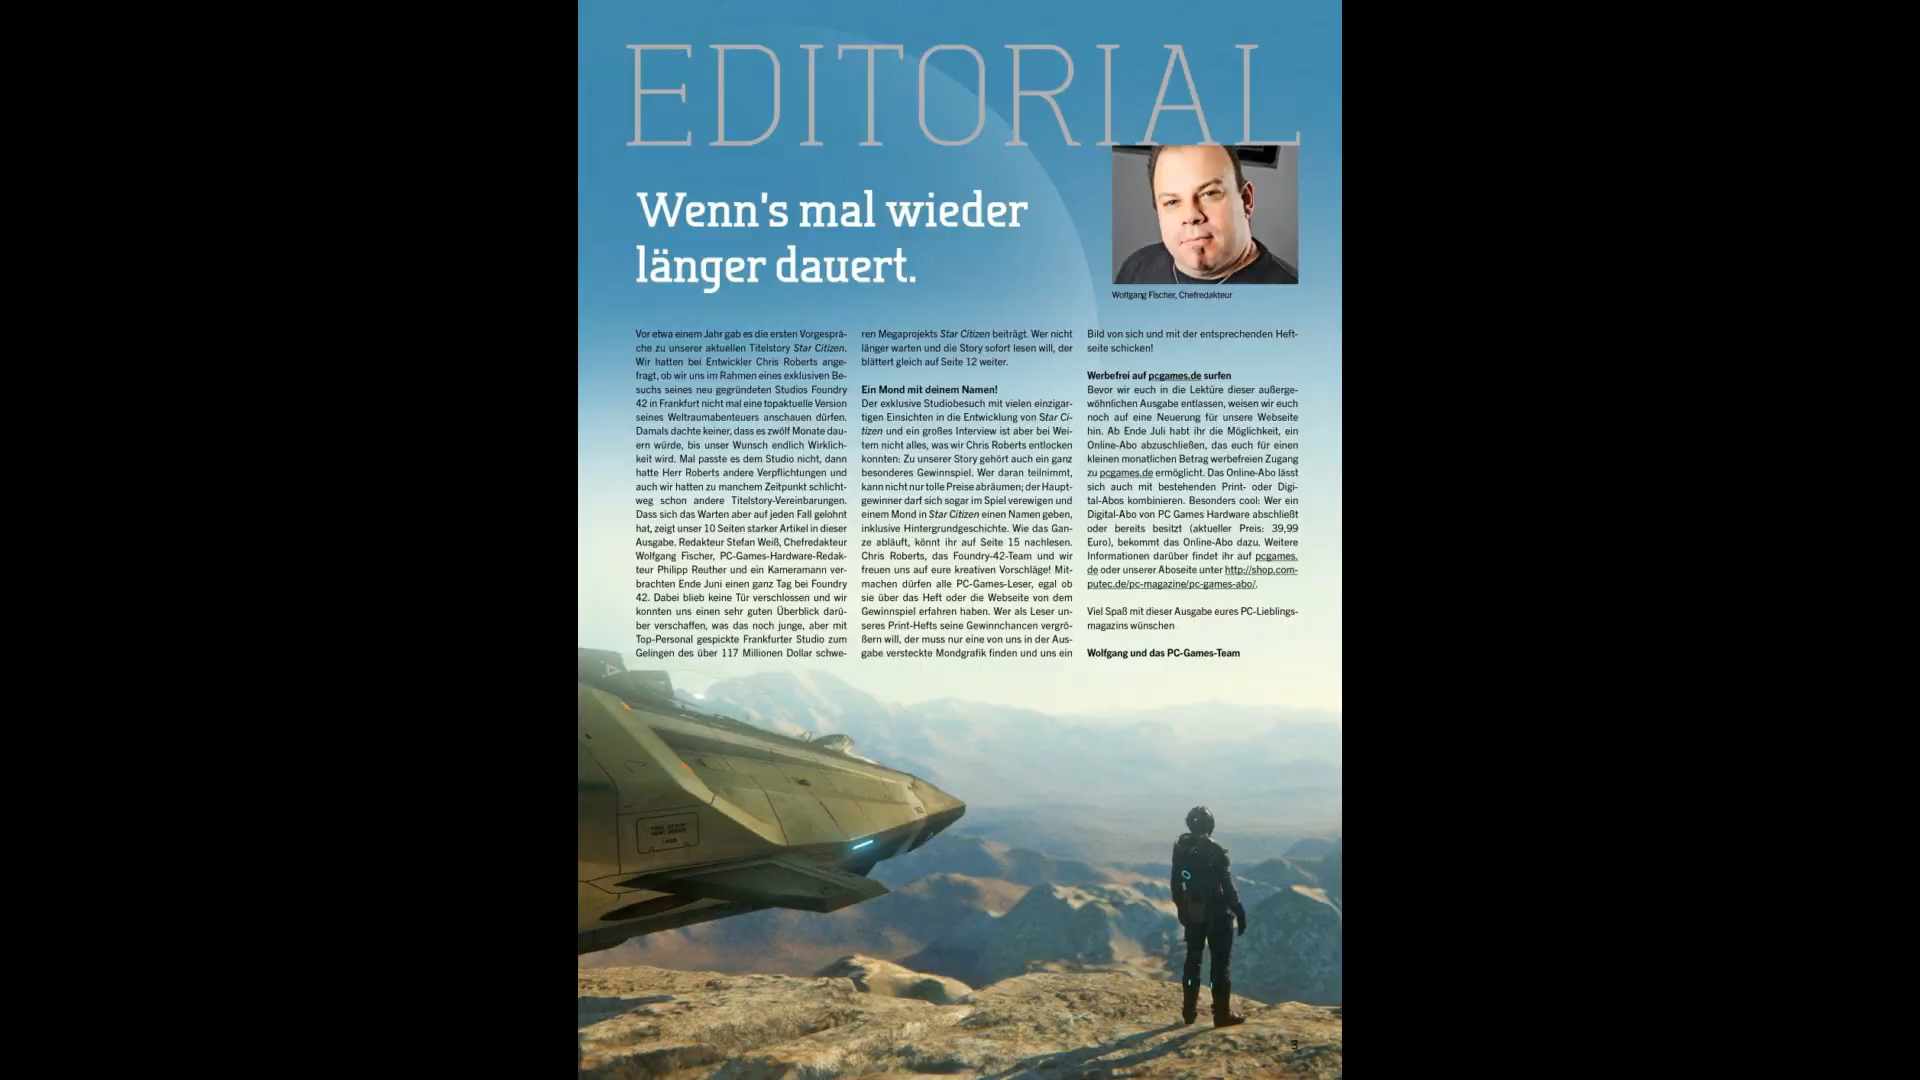 EDITORIAL
Wenn's mal wieder
länger dauert.
Wolfgang Fischer, Chefredakteur
Vor etwa einem Jahr gab es die ersten Vorgesprä-
che zu unserer aktuellen Titelstory Star Citizen.
Wir hatten bei Entwickler Chris Roberts ange-
fragt, ob wir uns im Rahmen eines exklusiven Be-
suchs seines neu gegründeten Studios Foundry
42 in Frankfurt nicht mal eine topaktuelle Version
seines Weltraumabenteuers anschauen dürfen.
Damals dachte keiner, dass es zwölf Monate dau-
ern würde, bis unser Wunsch endlich Wirklich-
keit wird. Mal passte es dem Studio nicht, dann
hatte Herr Roberts andere Verpflichtungen und
auch wir hatten zu manchem Zeitpunkt schlicht-
weg schon andere Titelstory-Vereinbarungen.
Dass sich das Warten aber auf jeden Fall gelohnt
hat, zeigt unser 10 Seiten starker Artikel in dieser
Ausgabe. Redakteur Stefan Weiß, Chefredakteur
Wolfgang Fischer, PC-Games-Hardware-Redak-
teur Philipp Reuther und ein Kameramann ver-
brachten Ende Juni einen ganz Tag bei Foundry
42. Dabei blieb keine Tür verschlossen und wir
konnten uns einen sehr guten Überblick darü-
ber verschaffen, was das noch junge, aber mit
Top-Personal gespickte Frankfurter Studio zum
Gelingen des über 117 Millionen Dollar schwe-
ren Megaprojekts Star Citizen beiträgt. Wer nicht
länger warten und die Story sofort lesen will, der
blättert gleich auf Seite 12 weiter.
Ein Mond mit deinem Namen!
Der exklusive Studiobesuch mit vielen einzigar-
tigen Einsichten in die Entwicklung von Star Ci-
tizen und ein großes Interview ist aber bei Wei-
tem nicht alles, was wir Chris Roberts entlocken
konnten: Zu unserer Story gehört auch ein ganz
besonderes Gewinnspiel. Wer daran teilnimmt,
kann nicht nur tolle Preise abräumen; der Haupt-
gewinner darf sich sogar im Spiel verewigen und
einem Mond in Star Citizen einen Namen geben,
inklusive Hintergrundgeschichte. Wie das Gan-
ze abläuft, könnt ihr auf Seite 15 nachlesen.
Chris Roberts, das Foundry-42-Team und wir
freuen uns auf eure kreativen Vorschläge! Mit-
machen dürfen alle PC-Games-Leser, egal ob
sie über das Heft oder die Webseite von dem
Gewinnspiel erfahren haben. Wer als Leser un-
seres Print-Hefts seine Gewinnchancen vergrö-
ßern will, der muss nur eine von uns in der Aus-
gabe versteckte Mondgrafik finden und uns ein
Bild von sich und mit der entsprechenden Heft-
seite schicken!
Werbefrei auf pcgames.de surfen
Bevor wir euch in die Lektüre dieser außerge-
wöhnlichen Ausgabe entlassen, weisen wir euch
noch auf eine Neuerung für unsere Webseite
hin. Ab Ende Juli habt ihr die Möglichkeit, ein
Online-Abo abzuschließen, das euch für einen
kleinen monatlichen Betrag werbefreien Zugang
zu pcgames.de ermöglicht. Das Online-Abo lässt
sich auch mit bestehenden Print- oder Digi-
tal-Abos kombinieren. Besonders cool: Wer ein
Digital-Abo von PC Games Hardware abschließt
oder bereits besitzt (aktueller Preis: 39,99
Euro), bekommt das Online-Abo dazu. Weitere
Informationen darüber findet ihr auf pcgames.
de oder unserer Aboseite unter http://shop.com-
putec.de/pc-magazine/pc-games-abo/.
Viel Spaß mit dieser Ausgabe eures PC-Lieblings-
magazins wünschen
Wolfgang und das PC-Games-Team
3